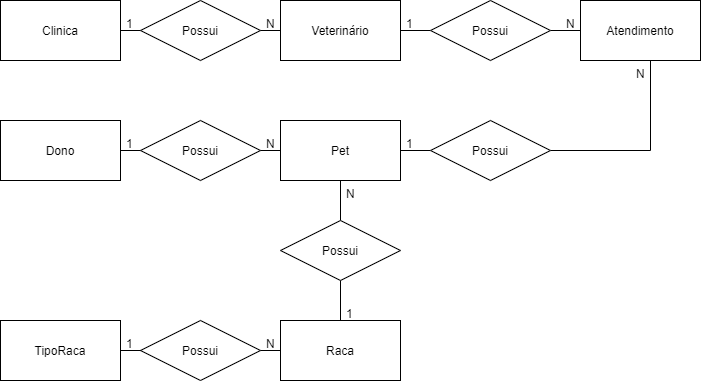 Clinica
1
Possui
N
Veterinário
1
Possui
N
Atendimento
N
Dono
1
Possui
N
Pet
1
Possui
N
Possui
1
TipoRaca
1
Possui
N
Raca